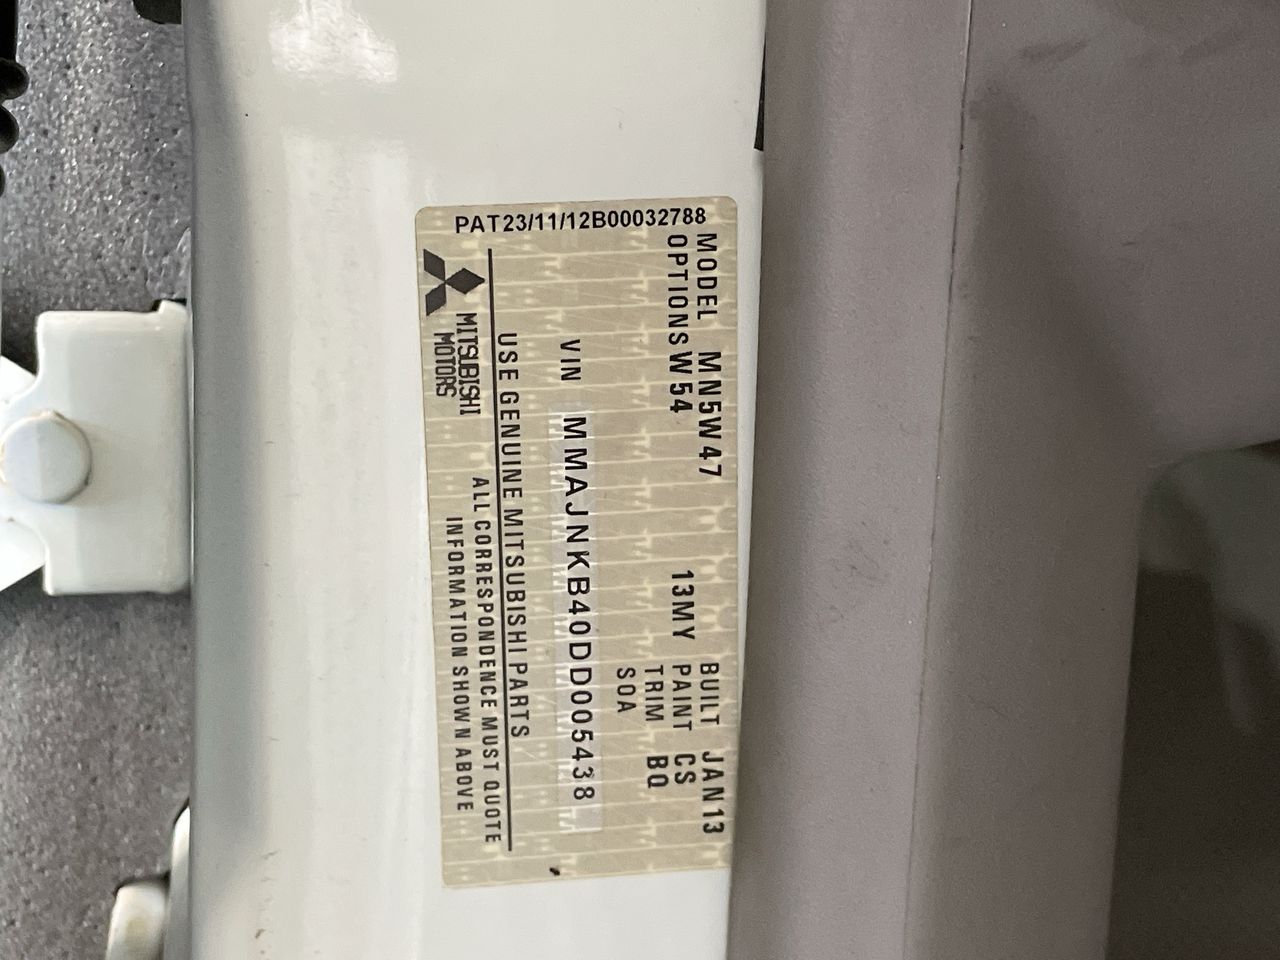 PAT23/11/12B00032788
MODEL MN5W47 BUILT JAN13
OPTIONS W54 13MY PAINT CS
TRIM BQ
SOA
VIN MMAJNKB40DD005438
USE GENUINE MITSUBISHI PARTS
MITSUBISHI
MOTORS
ALL CORRESPONDENCE MUST QUOTE
INFORMATION SHOWN ABOVE